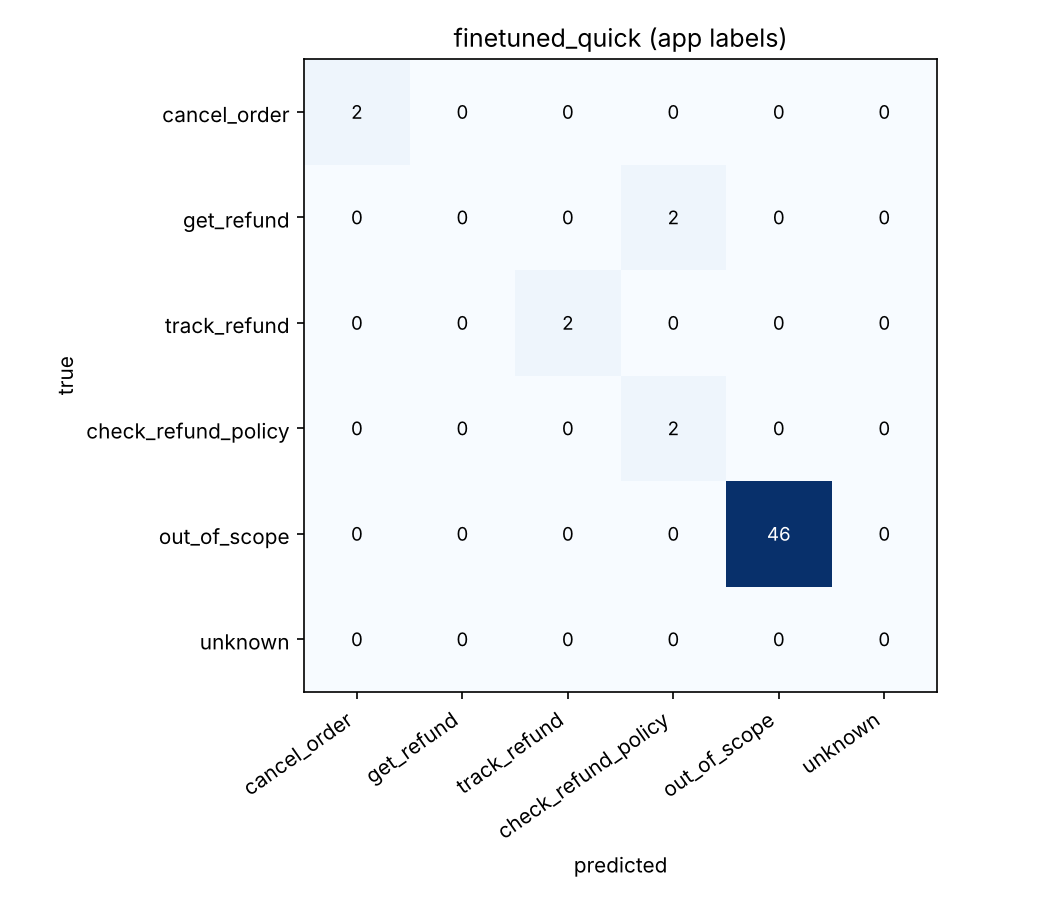 finetuned_quick (app labels)
cancel_order 2 0 0 0 0 0
get_refund 0 0 0 2 0 0
track_refund 0 0 2 0 0 0
true
check_refund_policy 0 0 0 2 0 0
out_of_scope 0 0 0 0 46 0
unknown 0 0 0 0 0 0
cancel_order get_refund track_refund check_refund_policy out_of_scope unknown
predicted